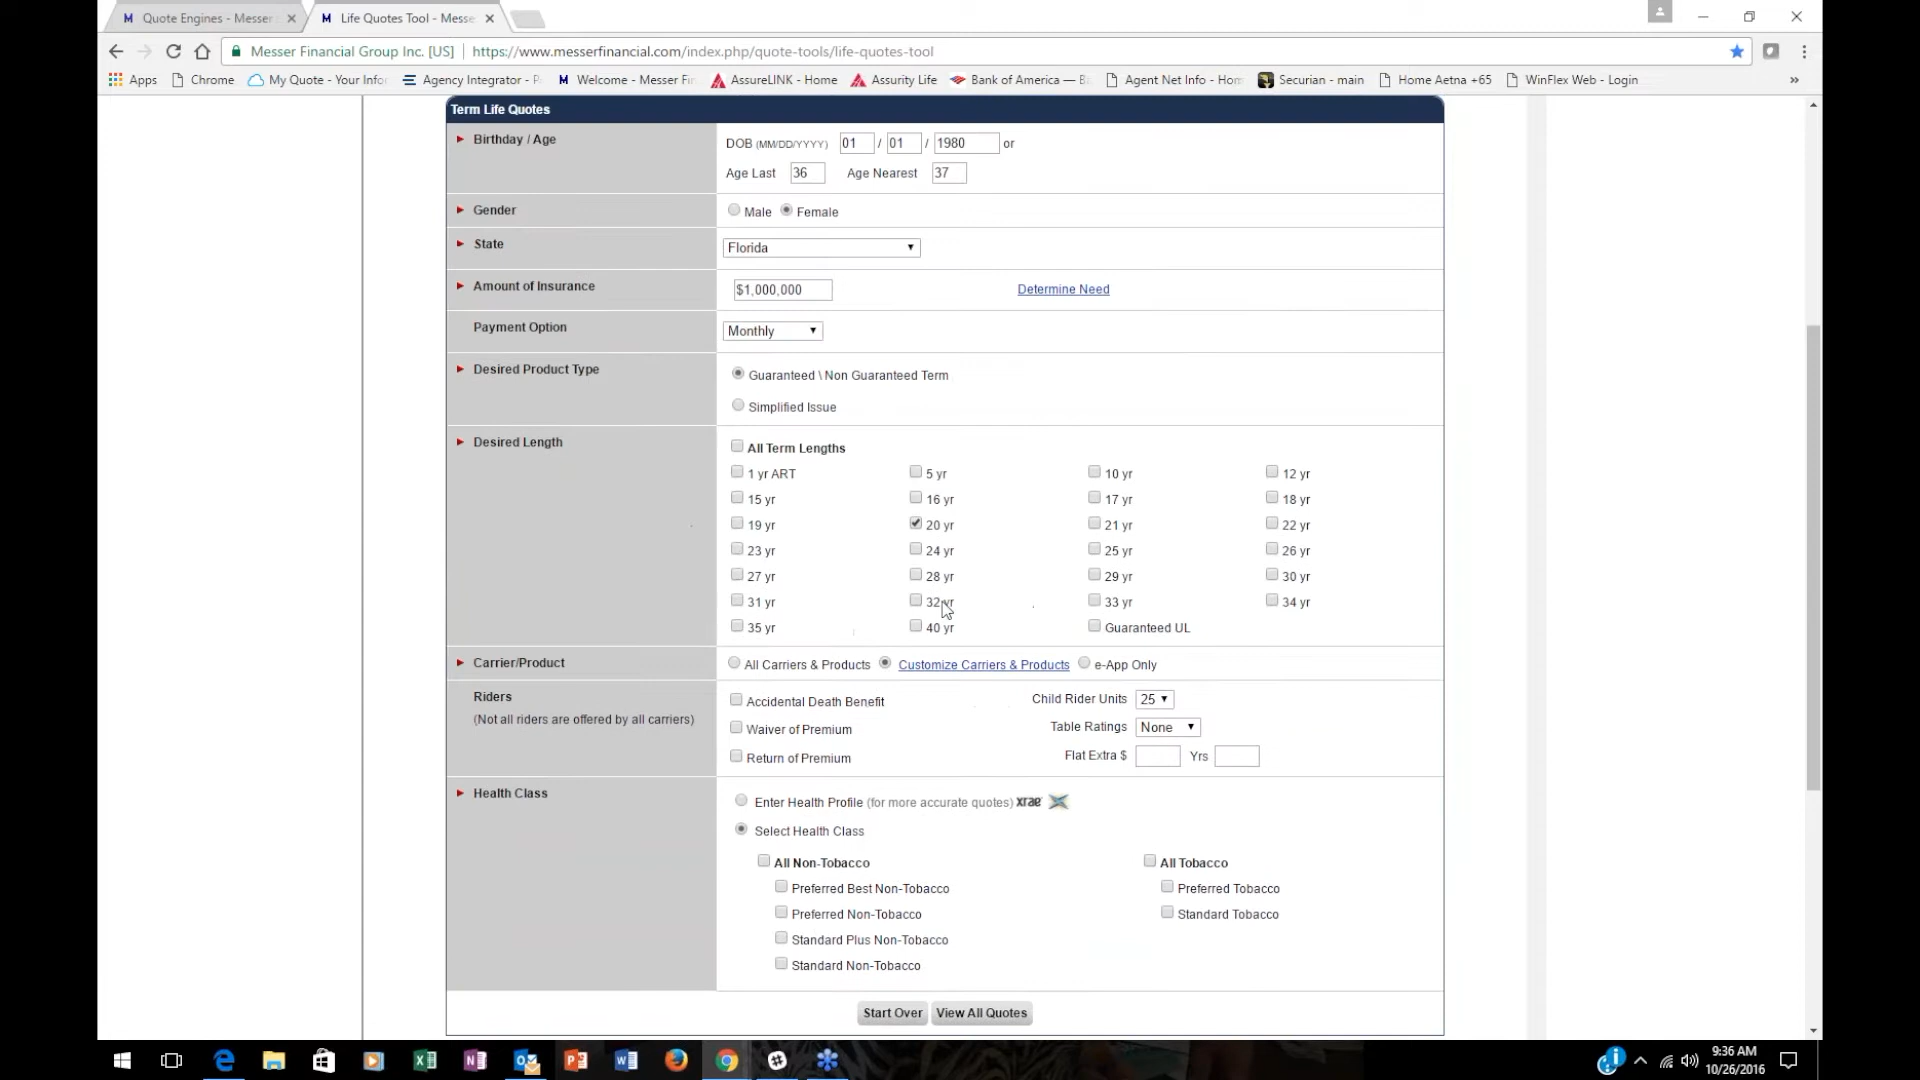 M Quote Engines - Messer
M Life Quotes Tool - Messe
Messer Financial Group Inc. [US] https://www.messerfinancial.com/index.php/quote-tools/life-quotes-tool
Apps Chrome My Quote - Your Info Agency Integrator - P M Welcome - Messer Fin AssureLINK - Home Assurity Life Bank of America — Ba Agent Net Info - Hom Securian - main Home Aetna +65 WinFlex Web - Login »
Term Life Quotes
Birthday / Age DOB (MM/DD/YYYY) 01 / 01 / 1980 or
Age Last 36 Age Nearest 37
Gender Male Female
State Florida
Amount of Insurance $1,000,000 Determine Need
Payment Option Monthly
Desired Product Type Guaranteed \ Non Guaranteed Term
Simplified Issue
Desired Length All Term Lengths
1 yr ART 5 yr 10 yr 12 yr
15 yr 16 yr 17 yr 18 yr
19 yr 20 yr 21 yr 22 yr
23 yr 24 yr 25 yr 26 yr
27 yr 28 yr 29 yr 30 yr
31 yr 32 yr 33 yr 34 yr
35 yr 40 yr Guaranteed UL
Carrier/Product All Carriers & Products Customize Carriers & Products e-App Only
Riders Accidental Death Benefit Child Rider Units 25
(Not all riders are offered by all carriers) Waiver of Premium Table Ratings None
Return of Premium Flat Extra $ Yrs
Health Class Enter Health Profile (for more accurate quotes) xrae
Select Health Class
All Non-Tobacco All Tobacco
Preferred Best Non-Tobacco Preferred Tobacco
Preferred Non-Tobacco Standard Tobacco
Standard Plus Non-Tobacco
Standard Non-Tobacco
Start Over View All Quotes
9:36 AM
10/26/2016